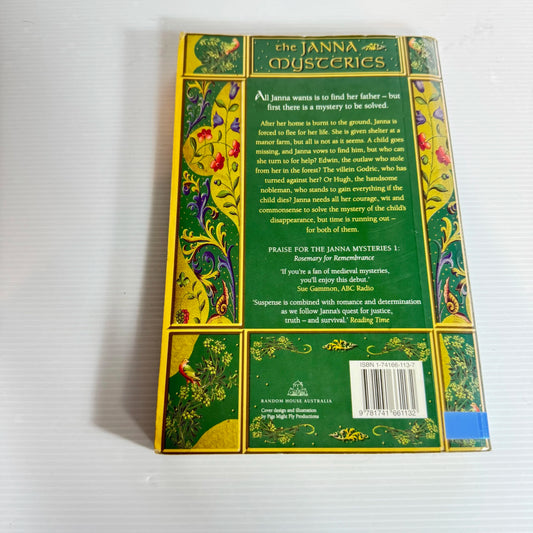 the JANNA
MYSTERIES
All Janna wants is to find her father – but
first there is a mystery to be solved.
After her home is burnt to the ground, Janna is
forced to flee for her life. She is given shelter at a
manor farm, but all is not as it seems. A child goes
missing, and Janna vows to find him, but who can
she turn to for help? Edwin, the outlaw who stole
from her in the forest? The villein Godric, who has
turned against her? Or Hugh, the handsome
nobleman, who stands to gain everything if the
child dies? Janna needs all her courage, wit and
commonsense to solve the mystery of the child's
disappearance, but time is running out –
for both of them.
PRAISE FOR THE JANNA MYSTERIES 1:
Rosemary for Remembrance
'If you're a fan of medieval mysteries,
you'll enjoy this debut.'
Sue Gammon, ABC Radio
'Suspense is combined with romance and determination
as we follow Janna's quest for justice,
truth – and survival.' Reading Time
RANDOM HOUSE AUSTRALIA
Cover design and illustration
by Pigs Might Fly Productions
ISBN 1-74166-113-7
9 781741 661132